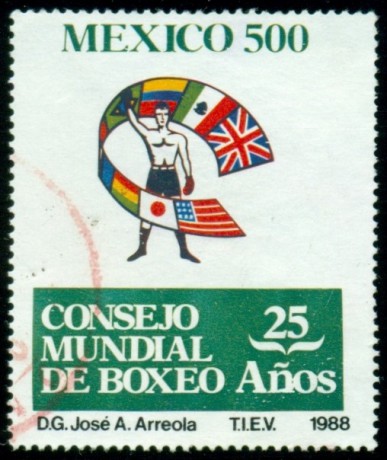 MEXICO 500
CONSEJO
MUNDIAL
DE BOXEO
25
Años
D.G. José A. Arreola T.I.E.V. 1988